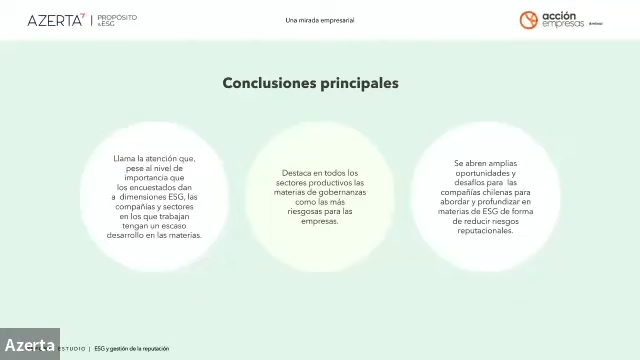 AZERTA
PROPÓSITO
&ESG
Una mirada empresarial
acción
empresas
Conclusiones principales
Llama la atención que,
pese al nivel de
importancia que
los encuestados dan
a dimensiones ESG, las
compañías y sectores
en los que trabajan
tengan un escaso
desarrollo en las materias.
Destaca en todos los
sectores productivos las
materias de gobernanzas
como las más
riesgosas para las
empresas.
Se abren amplias
oportunidades y
desafíos para las
compañías chilenas para
abordar y profundizar en
materias de ESG de forma
de reducir riesgos
reputacionales.
Azerta
ESTUDIO | ESG y gestión de la reputación